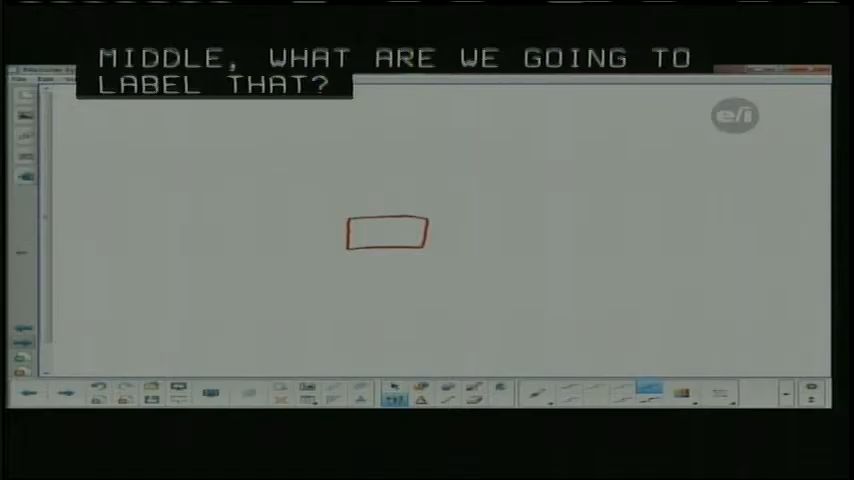 MIDDLE, WHAT ARE WE GOING TO
LABEL THAT?
e/i